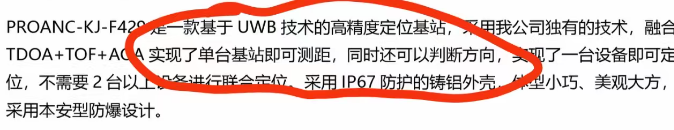 PROANC-KJ-F429 是一款基于 UWB 技术的高精度定位基站，采用我公司独有的技术，融合
TDOA+TOF+AOA 实现了单台基站即可测距，同时还可以判断方向，实现了一台设备即可定
位，不需要 2 台以上设备进行联合定位。采用 IP67 防护的铸铝外壳，体型小巧、美观大方，
采用本安型防爆设计。